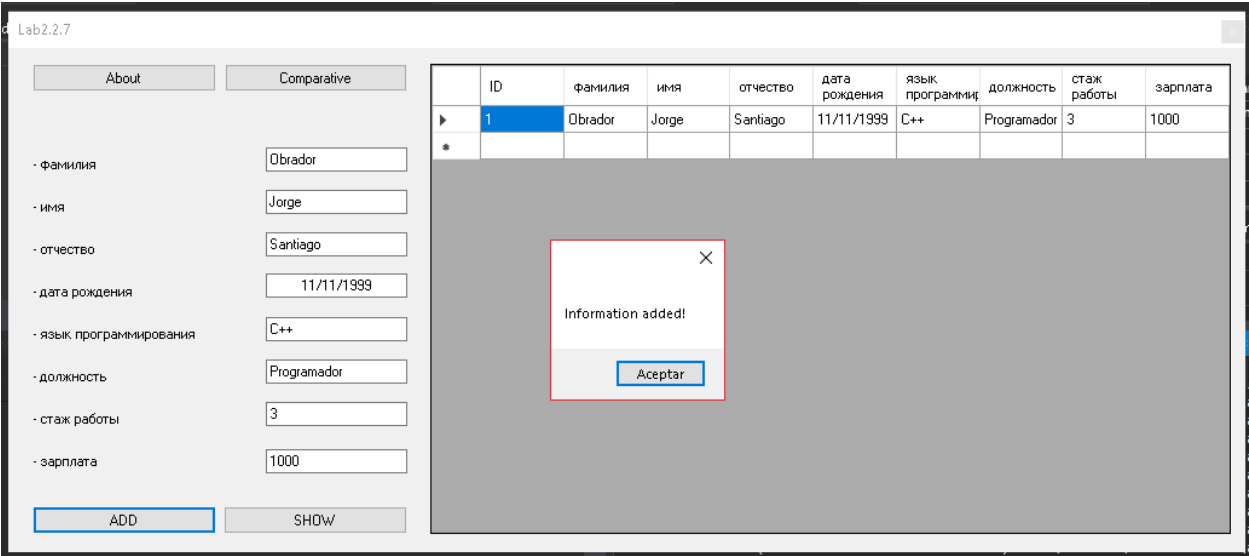 Lab2.2.7
About
Comparative
- фамилия
Obrador
- имя
Jorge
- отчество
Santiago
- дата рождения
11/11/1999
- язык программирования
C++
- должность
Programador
- стаж работы
3
- зарплата
1000
ADD
SHOW
ID фамилия имя отчество дата рождения язык программир должность стаж работы зарплата
1 Obrador Jorge Santiago 11/11/1999 C++ Programador 3 1000
Information added!
Aceptar